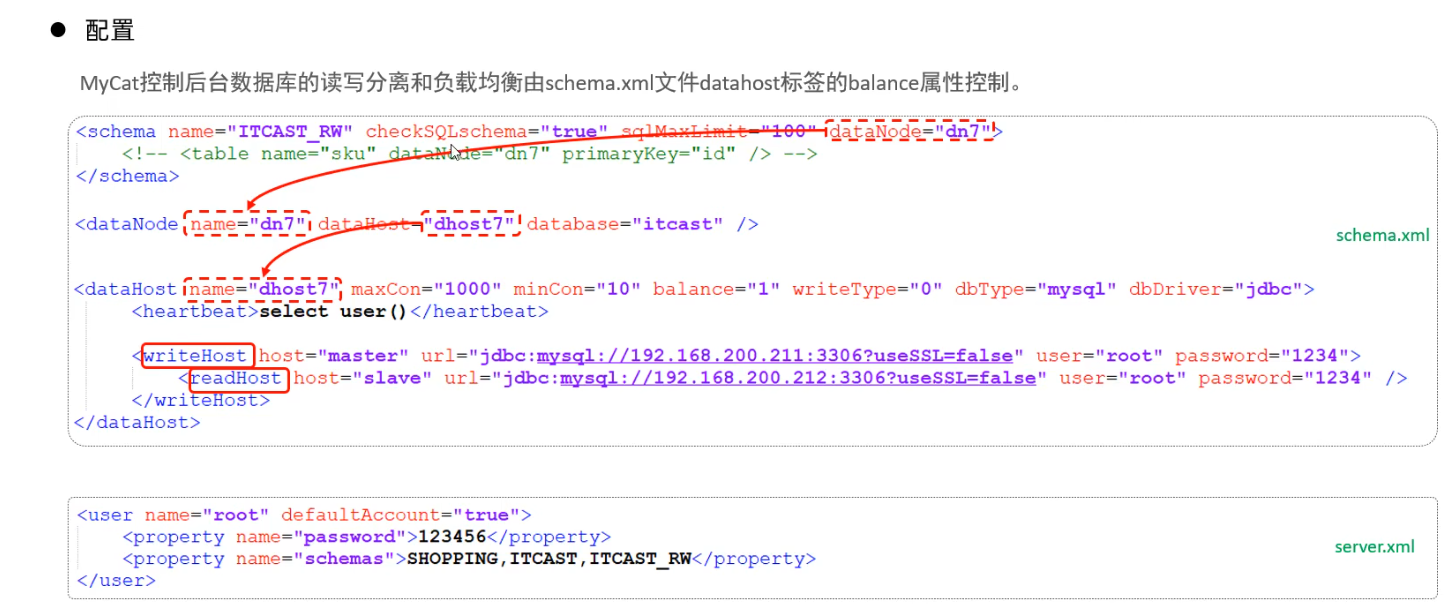 ● 配置
MyCat控制后台数据库的读写分离和负载均衡由schema.xml文件datahost标签的balance属性控制。
<schema name="ITCAST_RW" checkSQLschema="true" sqlMaxLimit="100" dataNode="dn7">
<!-- <table name="sku" dataNode="dn7" primaryKey="id" /> -->
</schema>
<dataNode name="dn7" dataHost="dhost7" database="itcast" />
schema.xml
<dataHost name="dhost7" maxCon="1000" minCon="10" balance="1" writeType="0" dbType="mysql" dbDriver="jdbc">
<heartbeat>select user()</heartbeat>
<writeHost host="master" url="jdbc:mysql://192.168.200.211:3306?useSSL=false" user="root" password="1234">
<readHost host="slave" url="jdbc:mysql://192.168.200.212:3306?useSSL=false" user="root" password="1234" />
</writeHost>
</dataHost>
<user name="root" defaultAccount="true">
<property name="password">123456</property>
<property name="schemas">SHOPPING,ITCAST,ITCAST_RW</property>
server.xml
</user>